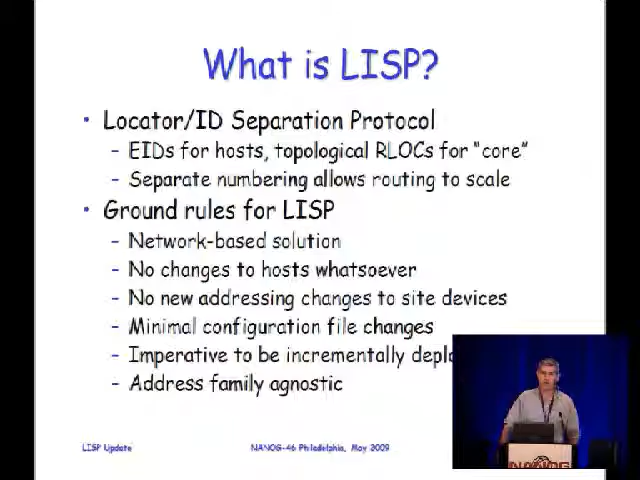 What is LISP?
• Locator/ID Separation Protocol
– EIDs for hosts, topological RLOCs for "core"
– Separate numbering allows routing to scale
• Ground rules for LISP
– Network-based solution
– No changes to hosts whatsoever
– No new addressing changes to site devices
– Minimal configuration file changes
– Imperative to be incrementally
– Address family agnostic
LISP Update
NANOG-46 Philadelphia, May 2009
NANOG